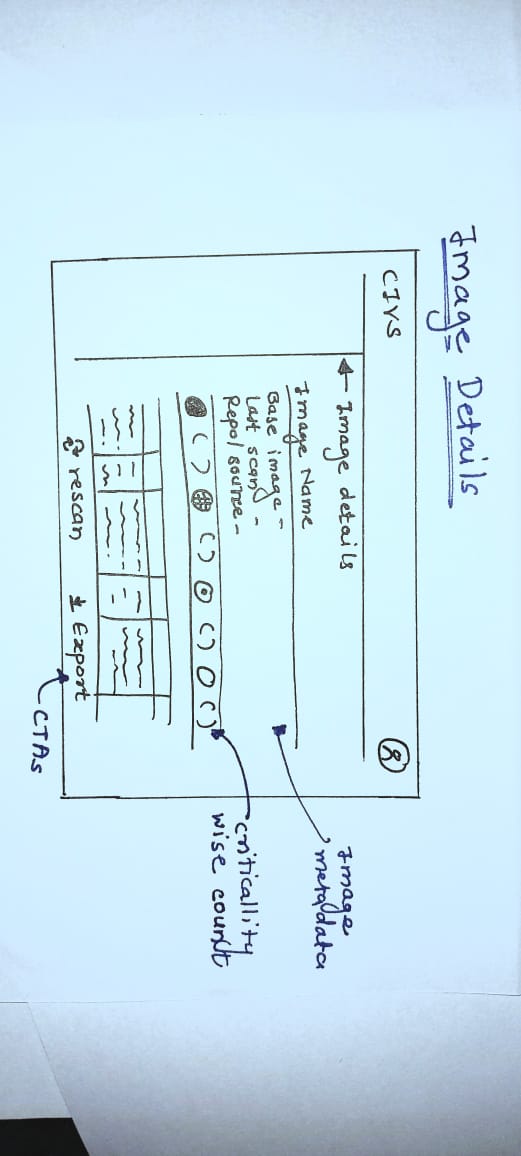 Image Details
CIVS
← Image details
Image Name
Base image -
Last scan -
Repo/source -
( ) ( ) ( ) ( )
rescan
Export
Image
metadata
criticallity
wise count
CTAs